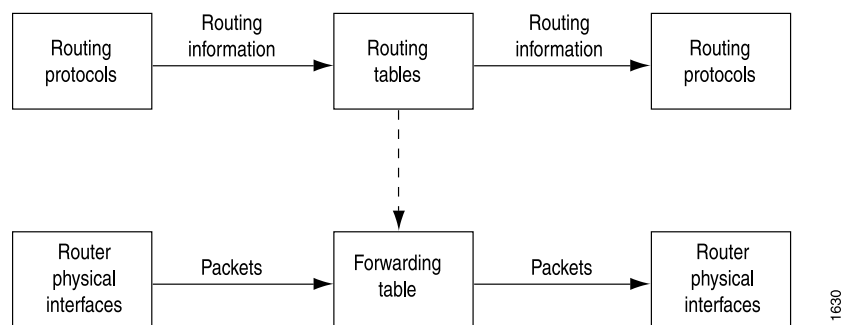 Routing
protocols
Routing
information
Routing
tables
Routing
information
Routing
protocols
Router
physical
interfaces
Packets
Forwarding
table
Packets
Router
physical
interfaces
1630